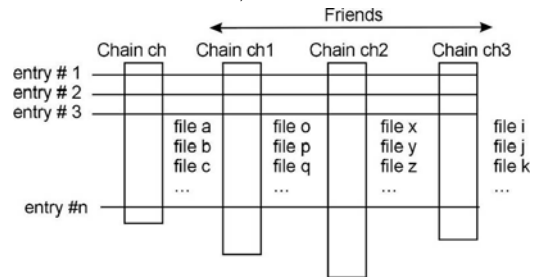 Friends
Chain ch Chain ch1 Chain ch2 Chain ch3
entry # 1
entry # 2
entry # 3
file a file o file x file i
file b file p file y file j
file c file q file z file k
... ... ... ...
entry #n